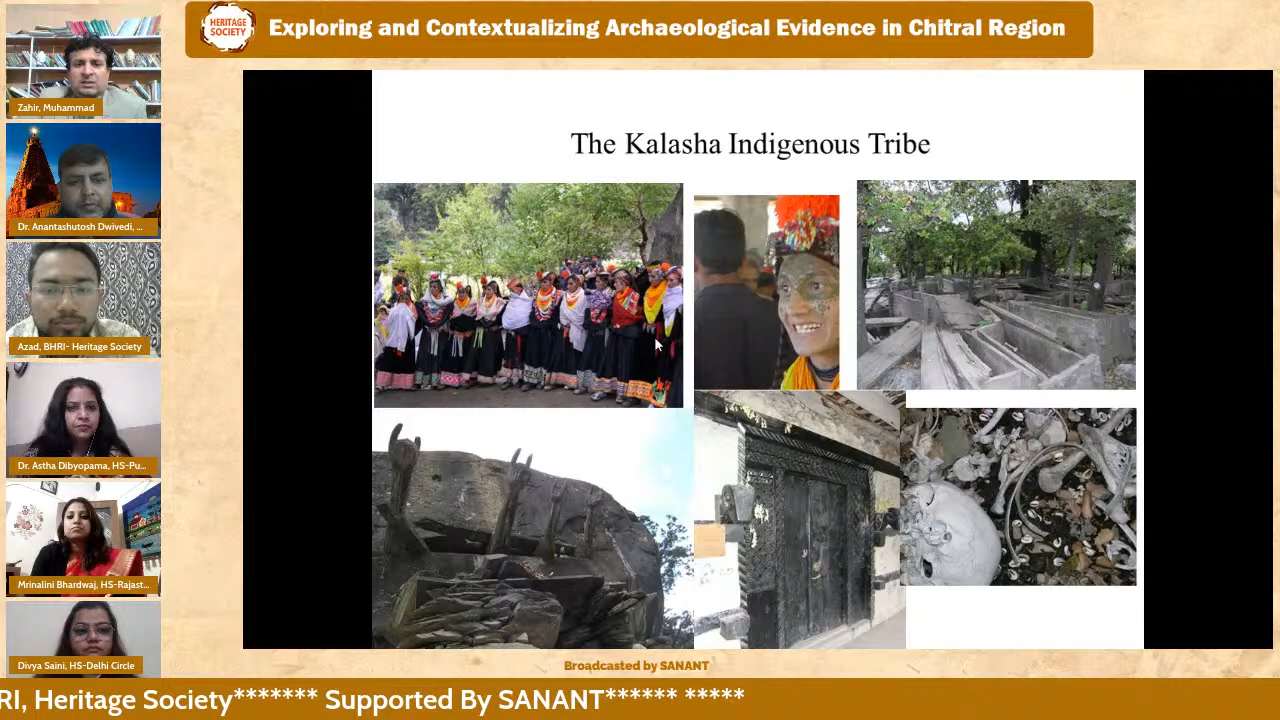 HERITAGE
SOCIETY
Exploring and Contextualizing Archaeological Evidence in Chitral Region
Zahir, Muhammad
Dr. Anantashutosh Dwivedi, ...
Azad, BHRI- Heritage Society
Dr. Astha Dibyopama, HS-Pu...
Mrinalini Bhardwaj, HS-Rajast...
Divya Saini, HS-Delhi Circle
The Kalasha Indigenous Tribe
Broadcasted by SANANT
RI, Heritage Society******* Supported By SANANT****** *****